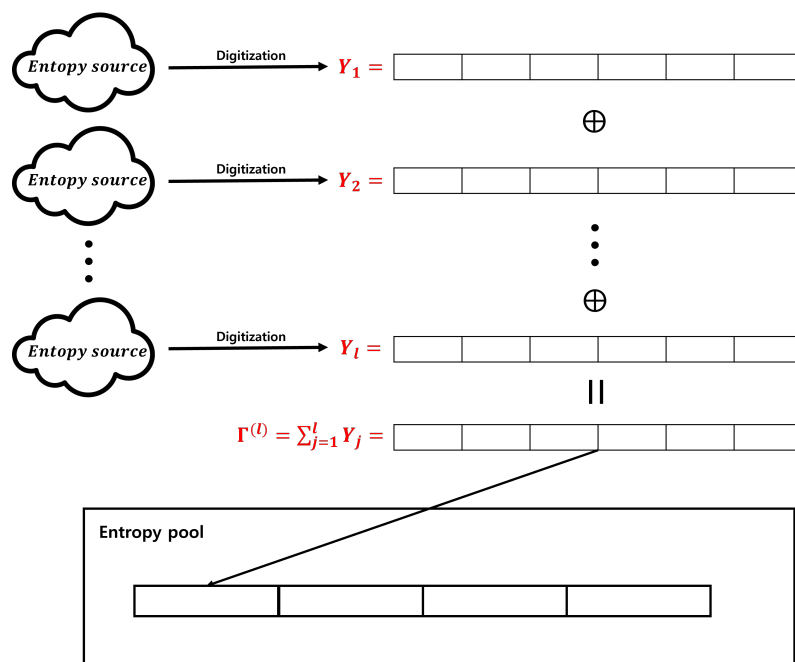 Entopy source Digitization Y₁ =
⊕
Entopy source Digitization Y₂ =
⊕
Entopy source Digitization Yₗ =
=
Γ⁽ˡ⁾ = ∑ˡⱼ₌₁ Yⱼ =
Entropy pool